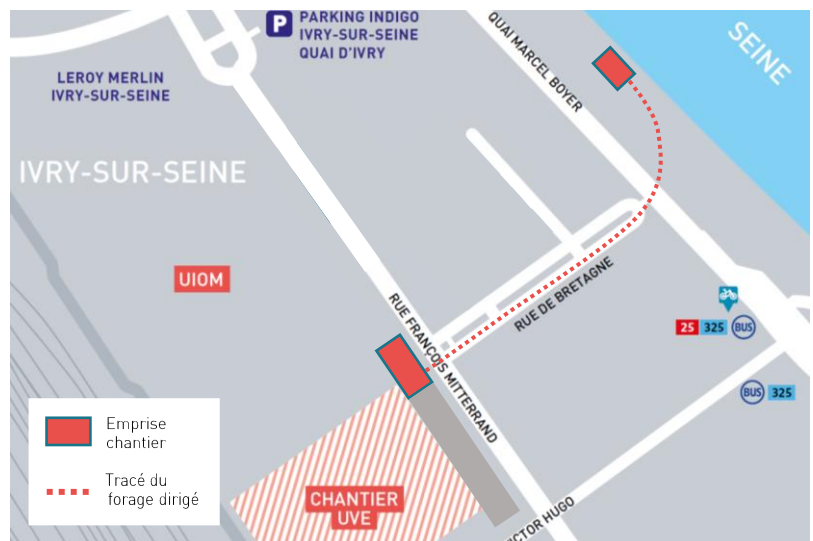 P
PARKING INDIGO
IVRY-SUR-SEINE
QUAI D'IVRY
QUAI MARCEL BOYER
SEINE
LEROY MERLIN
IVRY-SUR-SEINE
IVRY-SUR-SEINE
UIOM
RUE DE BRETAGNE
RUE FRANÇOIS MITTERRAND
25 325 BUS
BUS 325
Emprise
chantier
Tracé du
forage dirigé
CHANTIER
UVE
ICTOR HUGO